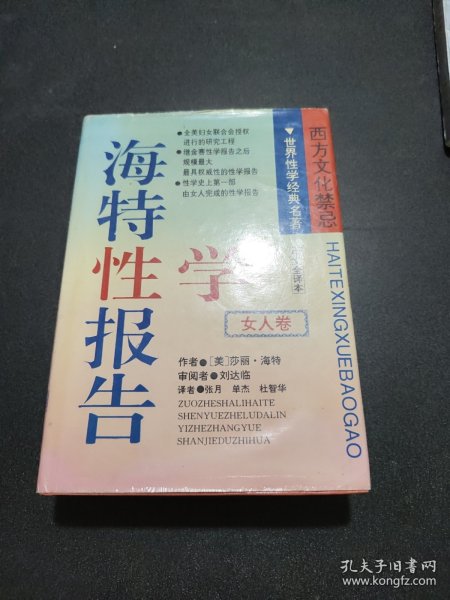 西方文化禁忌
▼世界性学经典名著
全译本
HAITEXINGXUEBAOGAO
●全美妇女联合会授权
进行的研究工程
●继金赛性学报告之后
规模最大
最具权威性的性学报告
●性学史上第一部
由女人完成的性学报告
海特性学报告
女人卷
作者●[美]莎丽·海特
审阅者●刘达临
译者●张月 单杰 杜智华
ZUOZHESHALIHAITE
SHENYUEZHELUDALIN
YIZHEZHANGYUE
SHANJIEDUZHIHUA
孔夫子旧书网
www.kongfz.com